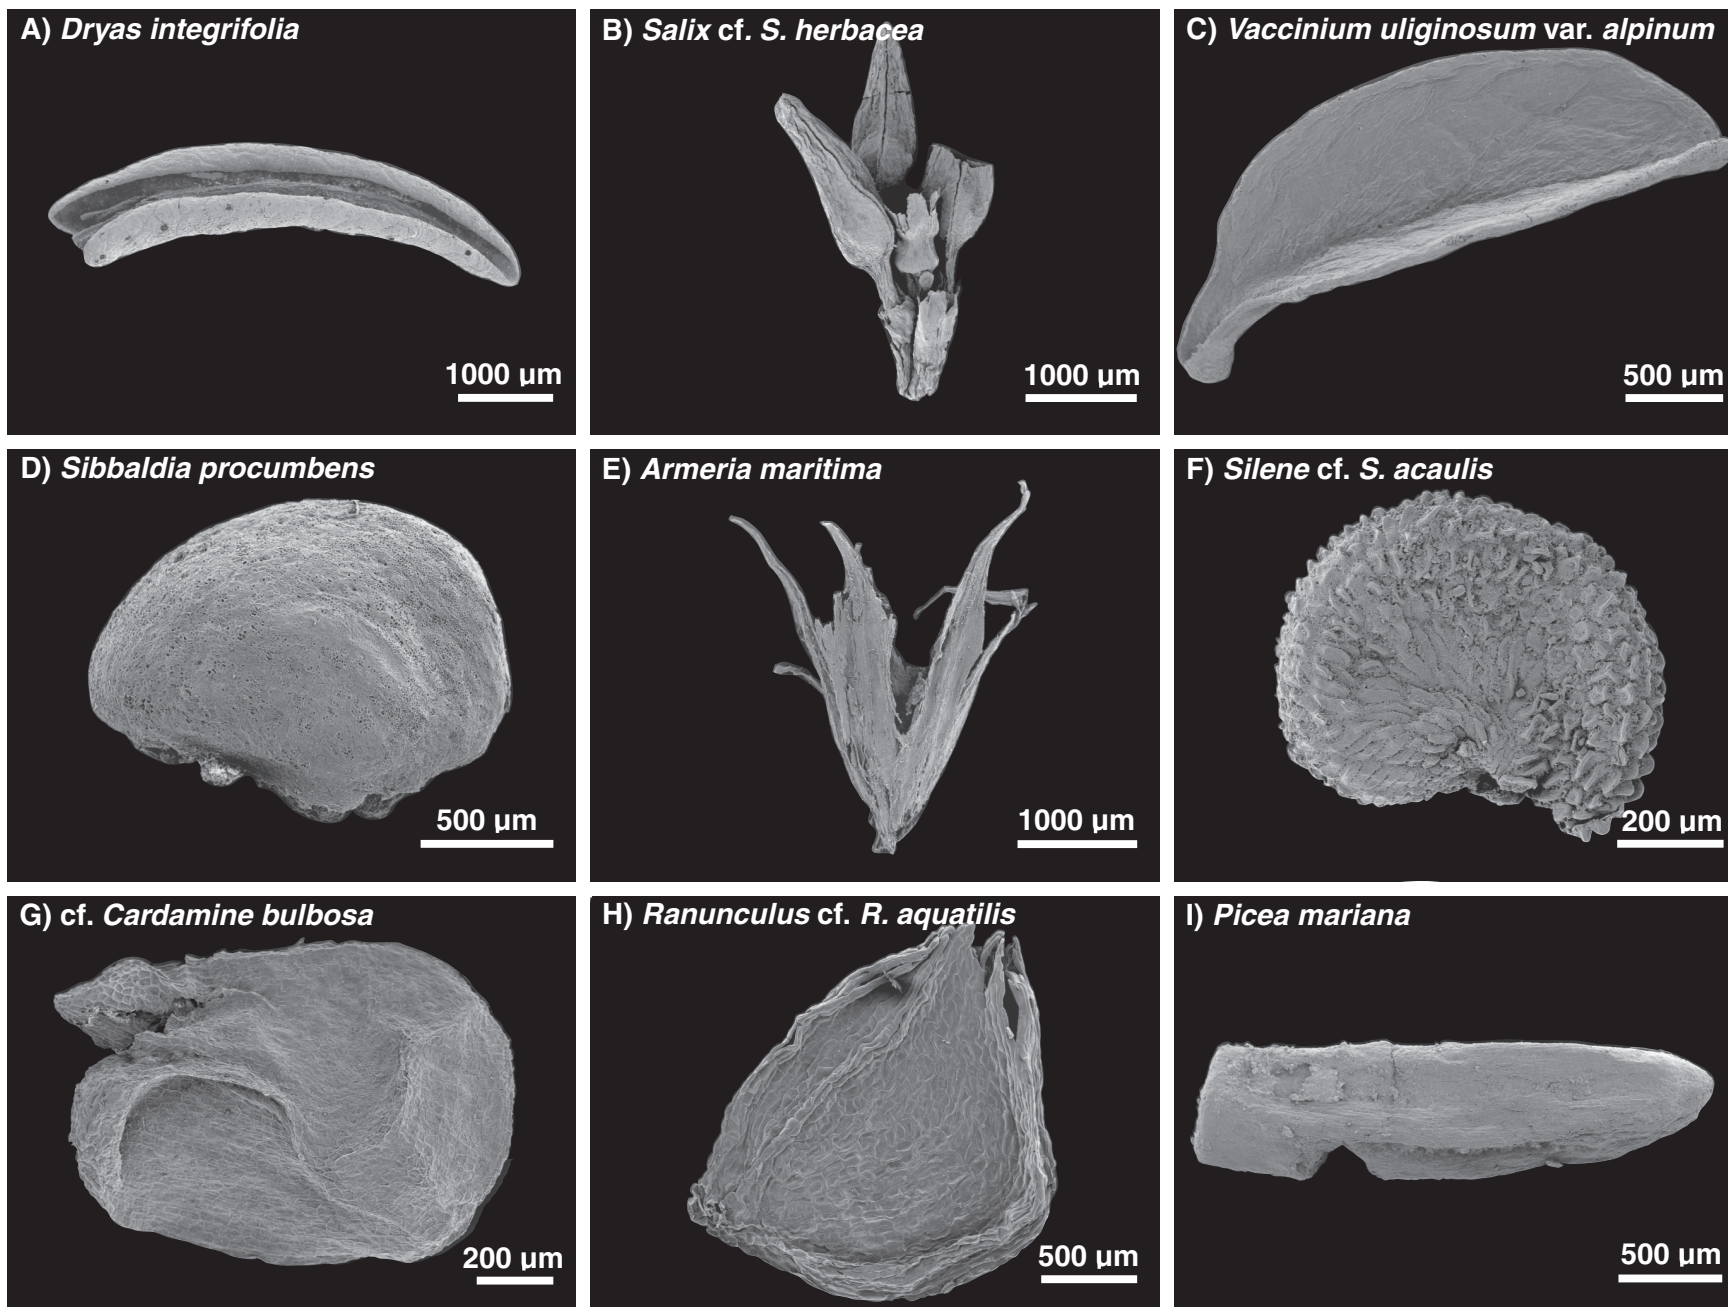 A) Dryas integrifolia
B) Salix cf. S. herbacea
C) Vaccinium uliginosum var. alpinum
1000 µm
1000 µm
500 µm
D) Sibbaldia procumbens
E) Armeria maritima
F) Silene cf. S. acaulis
500 µm
1000 µm
200 µm
G) cf. Cardamine bulbosa
H) Ranunculus cf. R. aquatilis
I) Picea mariana
200 µm
500 µm
500 µm